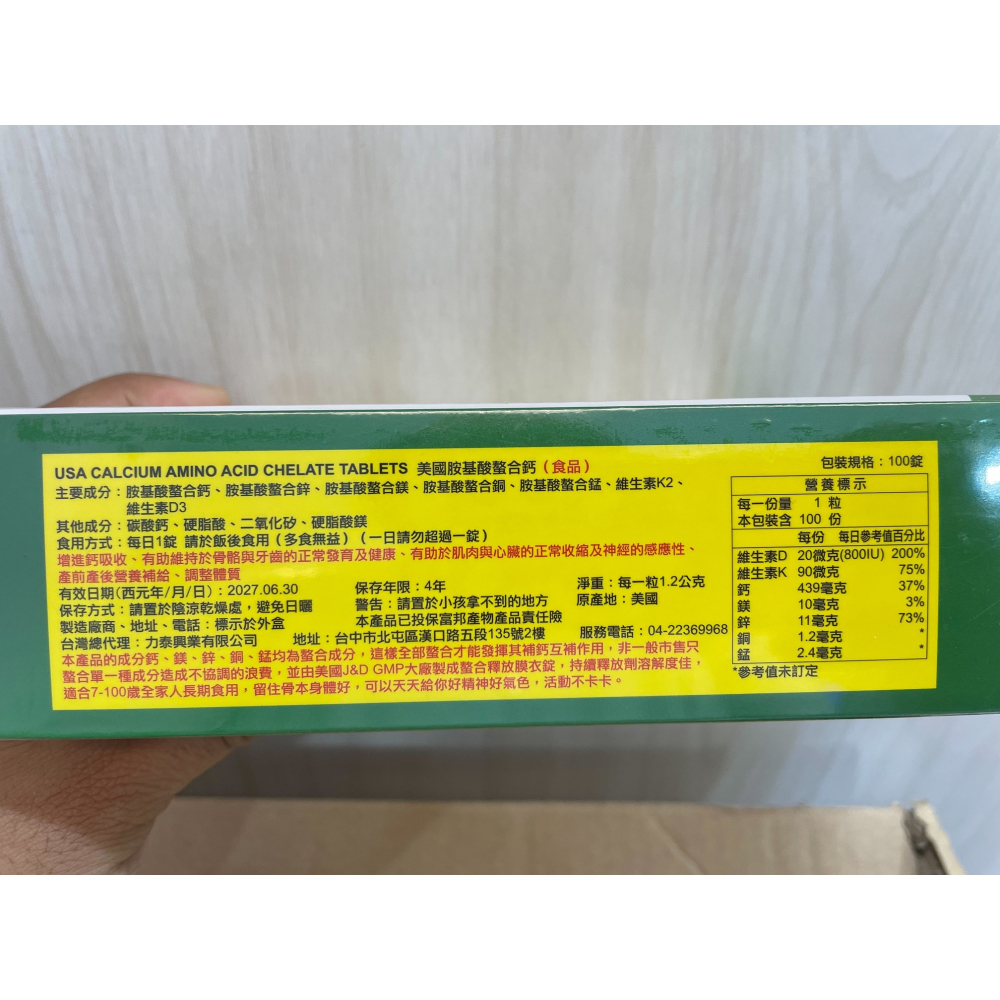 USA CALCIUM AMINO ACID CHELATE TABLETS 美國胺基酸螯合鈣(食品)
主要成分：胺基酸螯合鈣、胺基酸螯合鋅、胺基酸螯合鎂、胺基酸螯合銅、胺基酸螯合錳、維生素K2、
維生素D3
其他成分：碳酸鈣、硬脂酸、二氧化矽、硬脂酸鎂
食用方式：每日1錠 請於飯後食用(多食無益)(一日請勿超過一錠)
增進鈣吸收、有助維持於骨骼與牙齒的正常發育及健康、有助於肌肉與心臟的正常收縮及神經的感應性、
產前產後營養補給、調整體質
有效日期(西元年/月/日)：2027.06.30 保存年限：4年 淨重：每一粒1.2公克
保存方式：請置於陰涼乾燥處，避免日曬 警告：請置於小孩拿不到的地方 原產地：美國
製造廠商、地址、電話：標示於外盒 本產品已投保富邦產物產品責任險
台灣總代理：力泰興業有限公司 地址：台中市北屯區漢口路五段135號2樓 服務電話：04-22369968
本產品的成分鈣、鎂、鋅、銅、錳均為螯合成分，這樣全部螯合才能發揮其補鈣互補作用，非一般市售只
螯合單一種成分造成不協調的浪費，並由美國J&D GMP大廠製成螯合釋放膜衣錠，持續釋放劑溶解度佳，
適合7-100歲全家人長期食用，留住骨本身體好，可以天天給你好精神好氣色，活動不卡卡。
包裝規格：100錠
營養標示
每一份量 1 粒
本包裝含 100 份
每份 每日參考值百分比
維生素D 20微克(800IU) 200%
維生素K 90微克 75%
鈣 439毫克 37%
鎂 10毫克 3%
鋅 11毫克 73%
銅 1.2毫克 *
錳 2.4毫克 *
*參考值未訂定